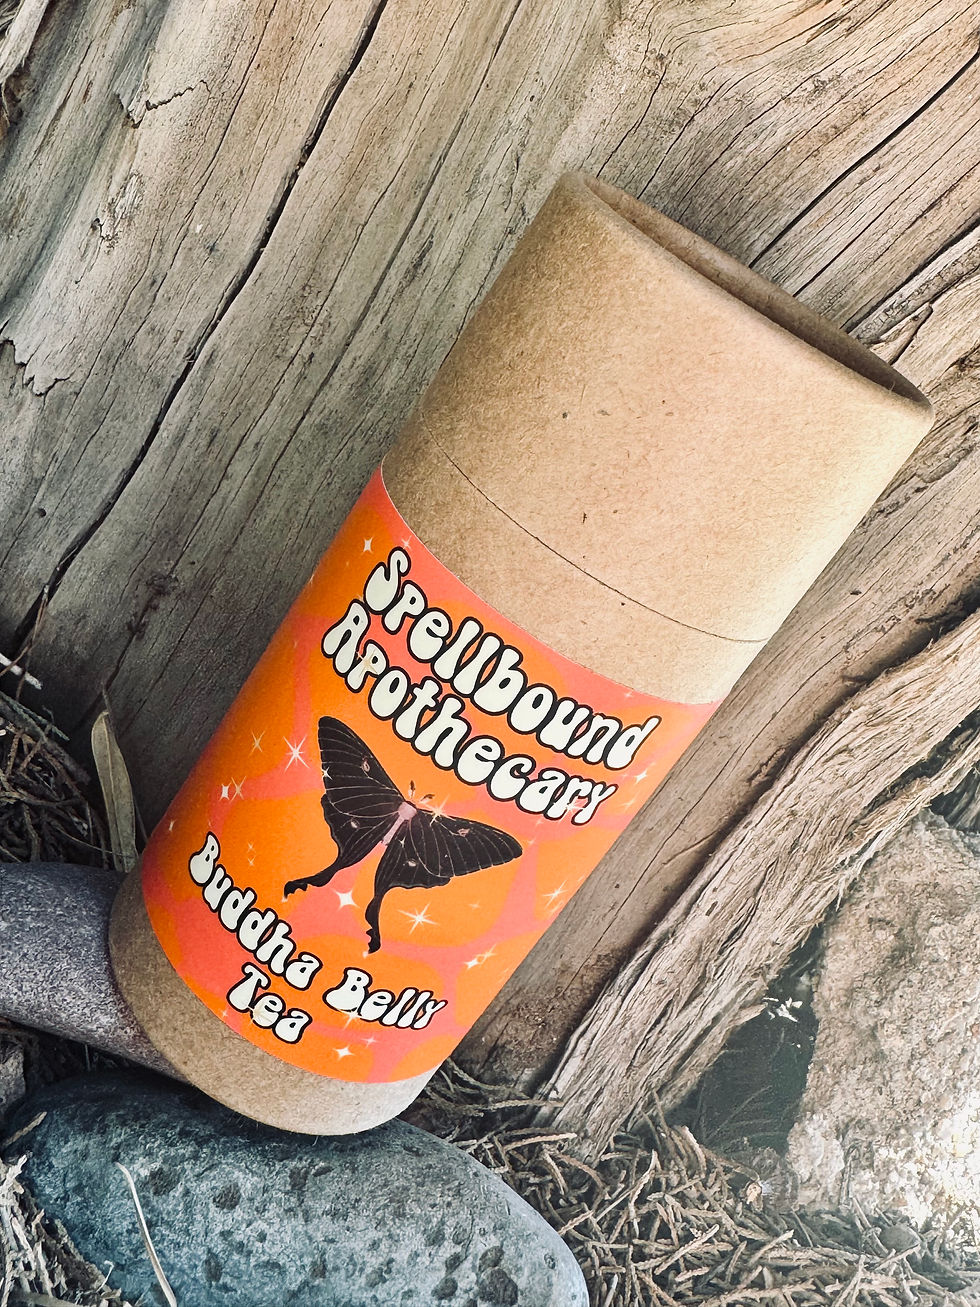 Spellbound
Apothecary
Buddha Belly
Tea